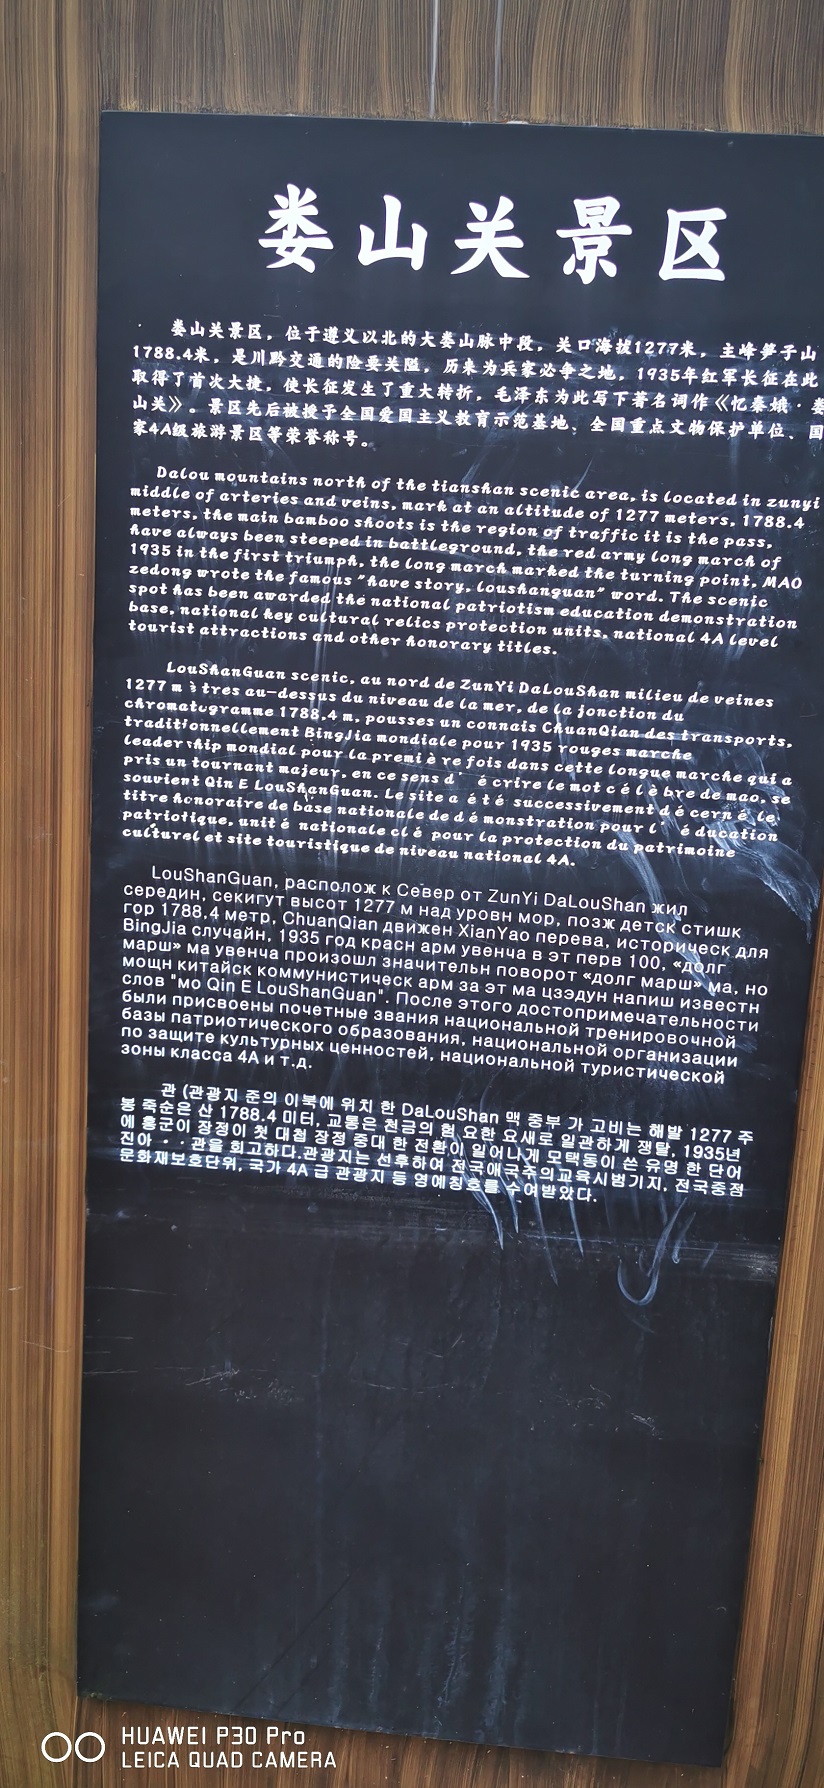 娄山关景区
娄山关景区，位于遵义以北的大娄山脉中段，关口海拔1277米，主峰笋子山
1788.4米，是川黔交通的险要关隘，历来为兵家必争之地，1935年红军长征在此
取得了首次大捷，使长征发生了重大转折，毛泽东为此写下著名词作《忆秦娥·娄
山关》。景区先后被授予全国爱国主义教育示范基地、全国重点文物保护单位、国
家4A级旅游景区等荣誉称号。
Dalou mountains north of the tianshan scenic area, is located in zunyi
middle of arteries and veins, mark at an altitude of 1277 meters, 1788.4
meters, the main bamboo shoots is the region of traffic it is the pass,
have always been steeped in battleground, the red army long march of
1935 in the first triumph, the long march marked the turning point, MAO
zedong wrote the famous "have story, loushanguan" word. The scenic
spot has been awarded the national patriotism education demonstration
base, national key cultural relics protection units, national 4A level
tourist attractions and other honorary titles.
LouShanGuan scenic, au nord de ZunYi DaLouShan milieu de veines
1277 m è tres au-dessus du niveau de la mer, de la jonction du
chromatogramme 1788.4 m, pousses un connais ChuanQian des transports,
traditionnellement BingJia mondiale pour 1935 rouges marche
leader ship mondial pour la premi è re fois dans cette longue marche qui a
pris un tournant majeur, en ce sens d' é crire le mot c é l è bre de mao, se
souvient Qin E LouShanGuan. Le site a é t é successivement d é cern é le
titre honoraire de base nationale de d é monstration pour l' é ducation
patriotique, unit é nationale cl é pour la protection du patrimoine
culturel et site touristique de niveau national 4A.
LouShanGuan, располож к Север от ZunYi DaLouShan жил
середин, секигут высот 1277 м над уровн мор, позж детск стишк
гор 1788.4 метр, ChuanQian движен XianYao перева, историческ для
BingJia случайн, 1935 год красн арм увенча в эт перв 100, «долг
марш» ма увенча произошл значительн поворот «долг марш» ма, но
мощн китайск коммунистическ арм за эт ма цзэдун напиш известн
слов "мо Qin E LouShanGuan". После этого достопримечательности
были присвоены почетные звания национальной тренировочной
базы патриотического образования, национальной организации
по защите культурных ценностей, национальной туристической
зоны класса 4A и т.д.
관 (관광지 준의 이북에 위치 한 DaLouShan 맥 중부 가 고비는 해발 1277 주
봉 죽순은 산 1788.4 미터, 교통은 천금의 험 요한 요새로 일관하게 쟁탈, 1935년
에 홍군이 장정이 첫 대첩 장정 중대 한 전환이 일어나게 모택동이 쓴 유명 한 단어
진아 · · 관을 회고하다.관광지는 선후하여 전국애국주의교육시범기지, 전국중점
문화재보호단위, 국가 4A 급 관광지 등 영예칭호를 수여받았다.
HUAWEI P30 Pro
LEICA QUAD CAMERA